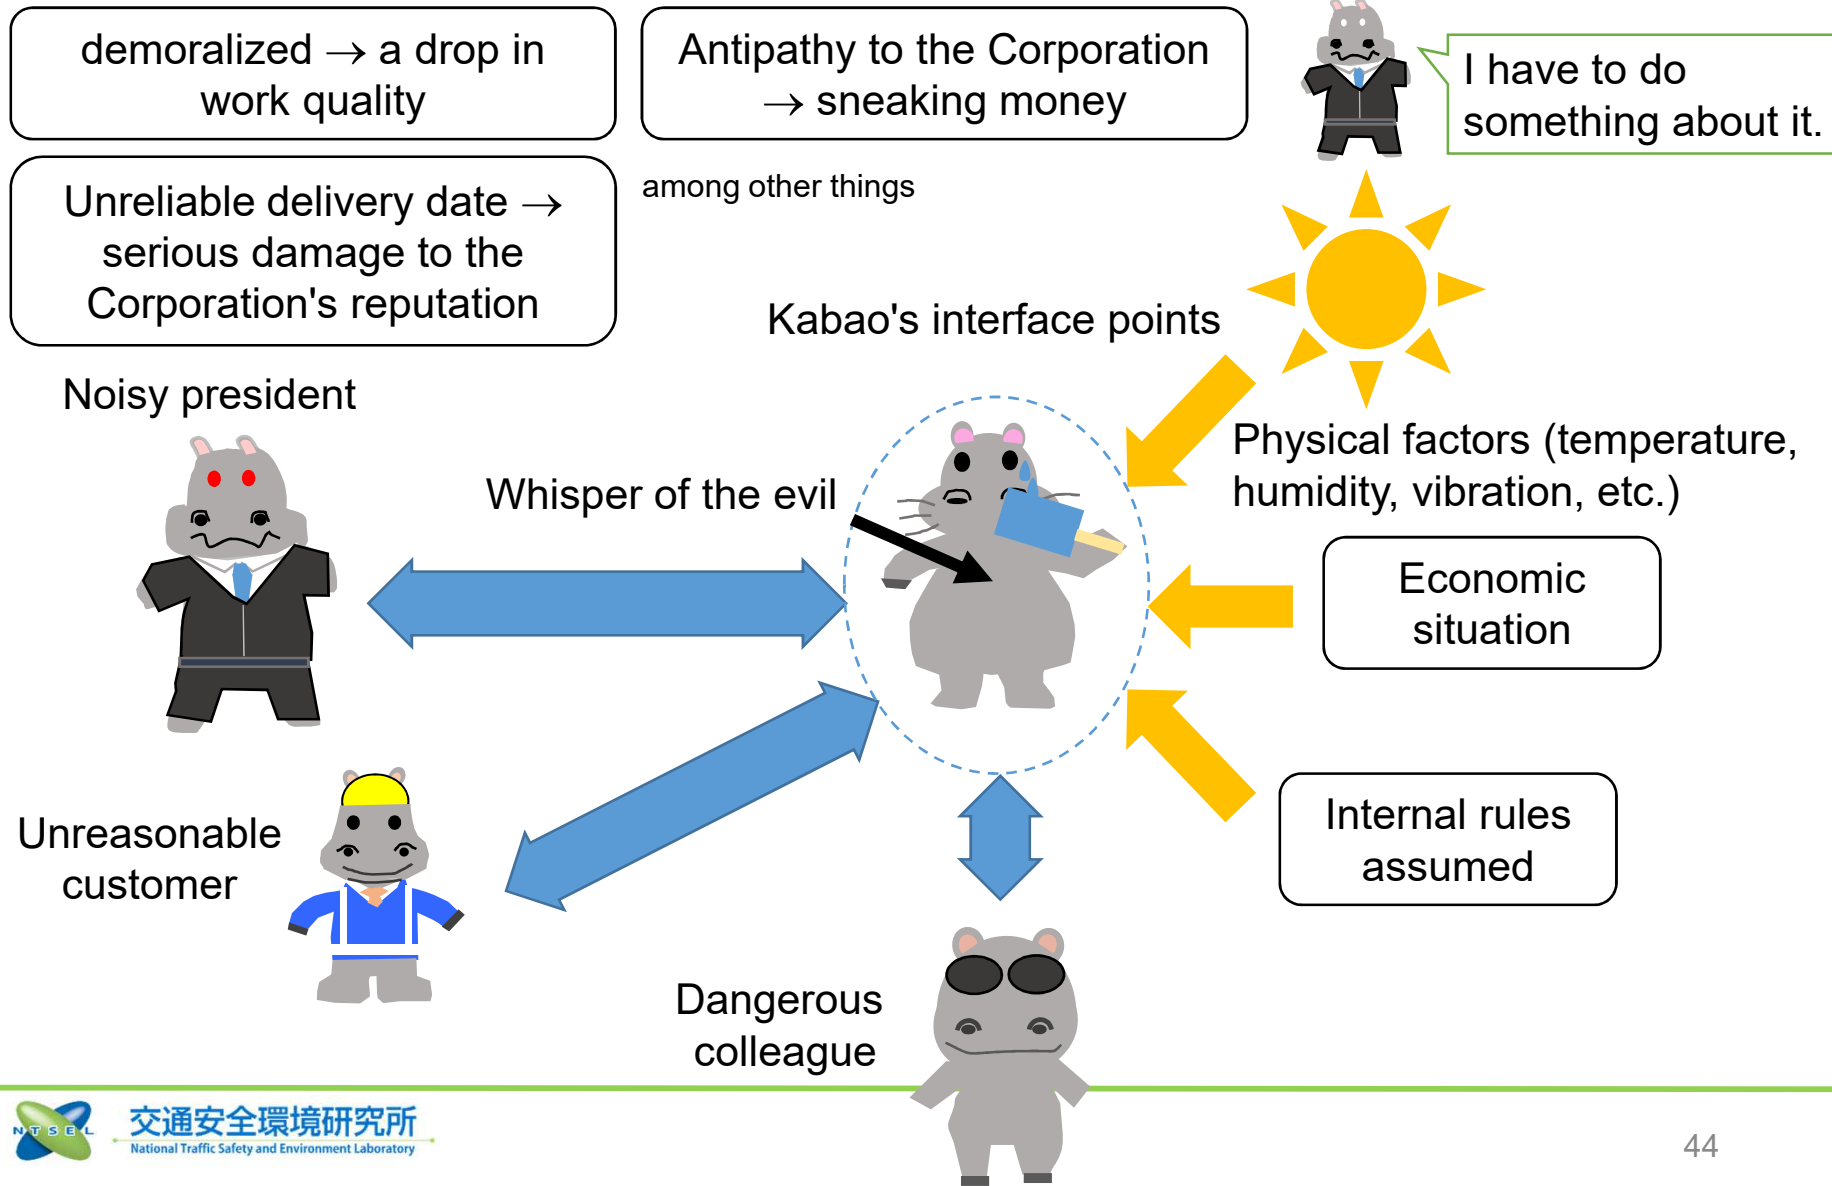 demoralized → a drop in
work quality
Antipathy to the Corporation
→ sneaking money
I have to do
something about it.
Unreliable delivery date →
serious damage to the
Corporation's reputation
among other things
Kabao's interface points
Noisy president
Whisper of the evil
Physical factors (temperature,
humidity, vibration, etc.)
Economic
situation
Unreasonable
customer
Internal rules
assumed
Dangerous
colleague
NTSEL
交通安全環境研究所
National Traffic Safety and Environment Laboratory
44